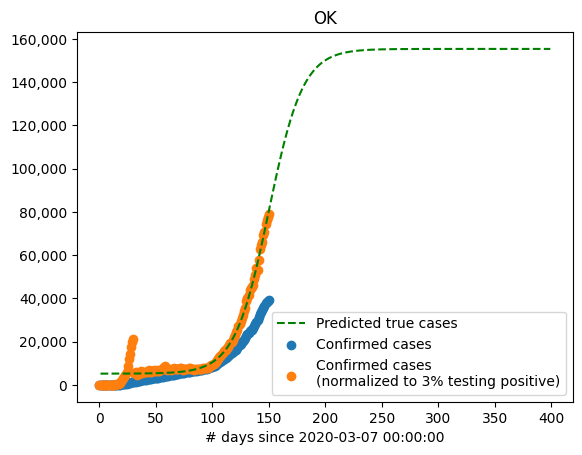 OK
160,000
140,000
120,000
100,000
80,000
60,000
40,000
20,000
0
Predicted true cases
Confirmed cases
Confirmed cases
(normalized to 3% testing positive)
0 50 100 150 200 250 300 350 400
# days since 2020-03-07 00:00:00